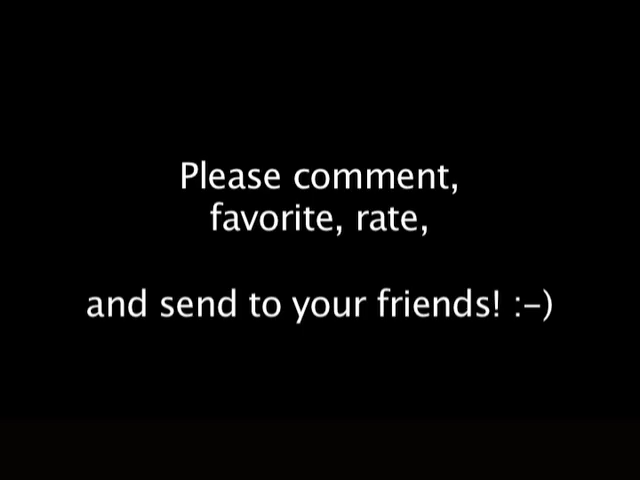 Please comment,
favorite, rate,
and send to your friends! :-)